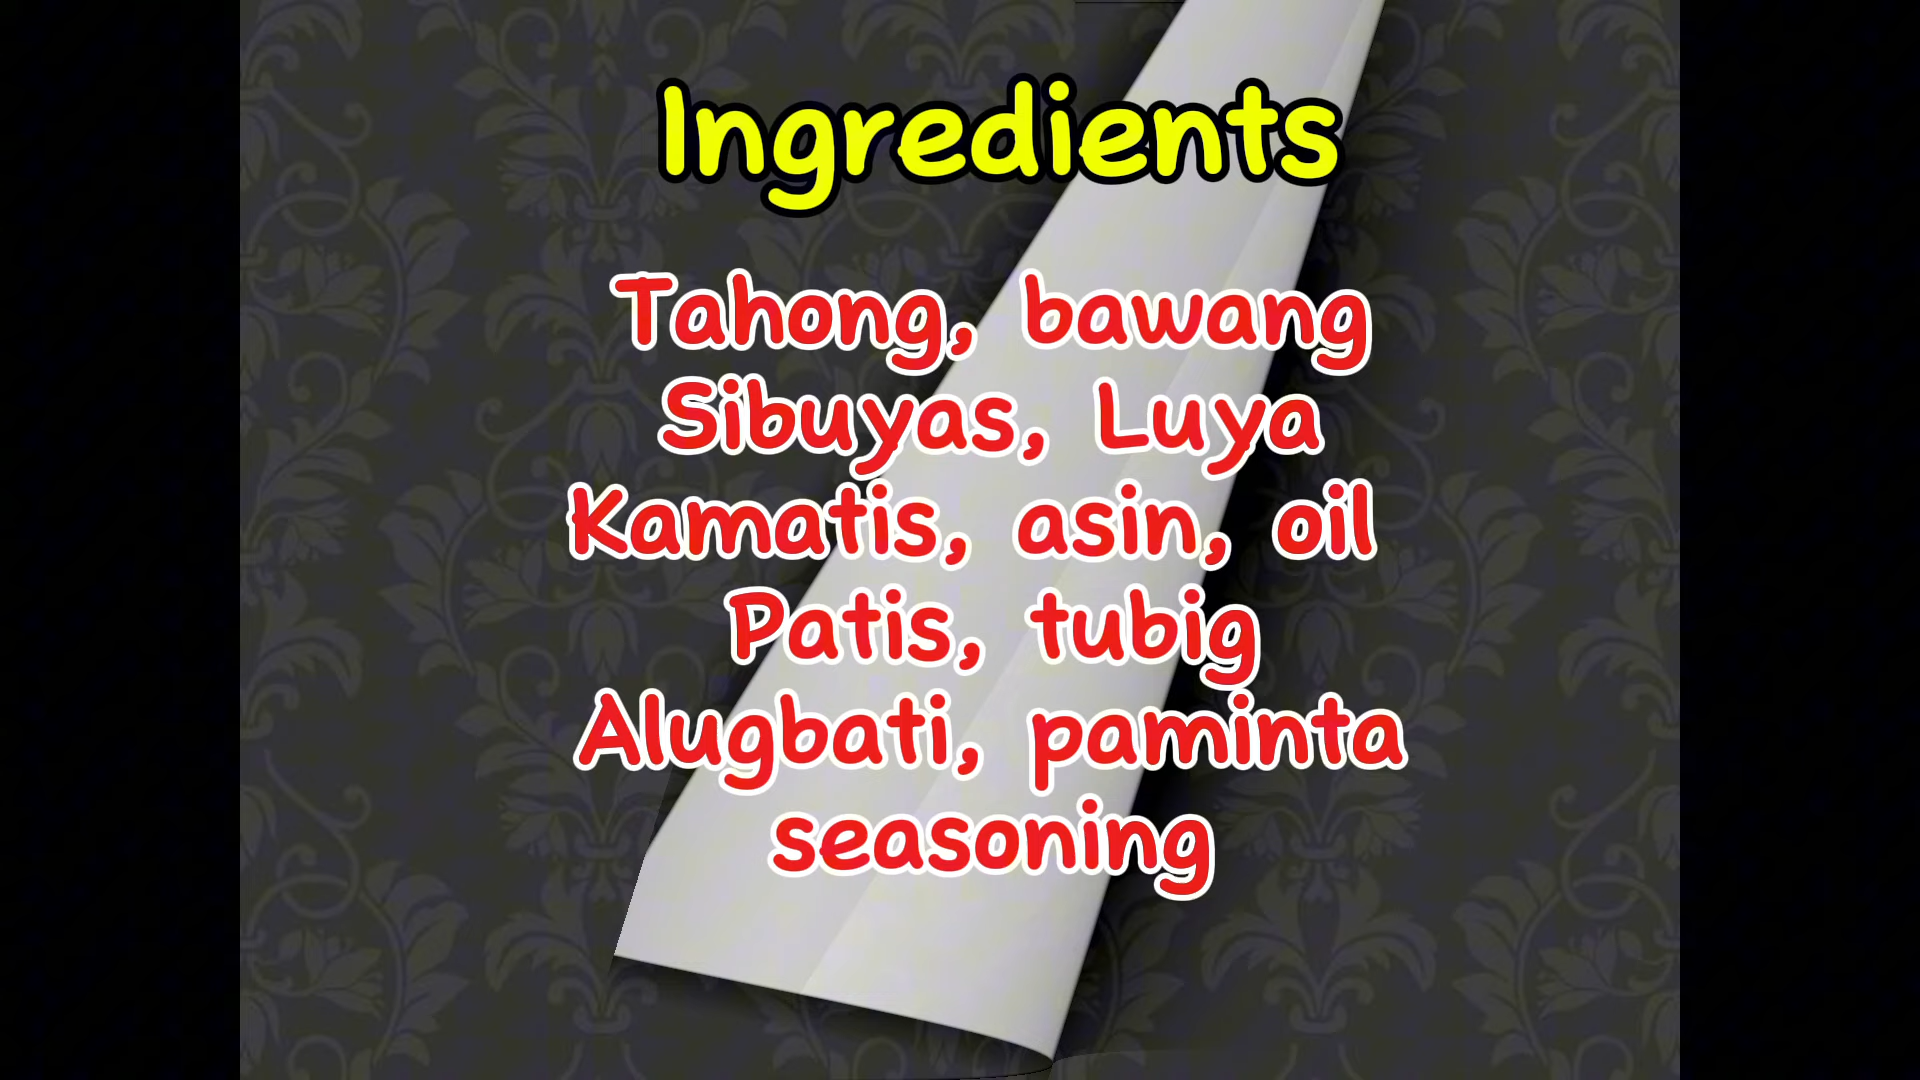 Ingredients
Tahong, bawang
Sibuyas, Luya
Kamatis, asin, oil
Patis, tubig
Alugbati, paminta
seasoning